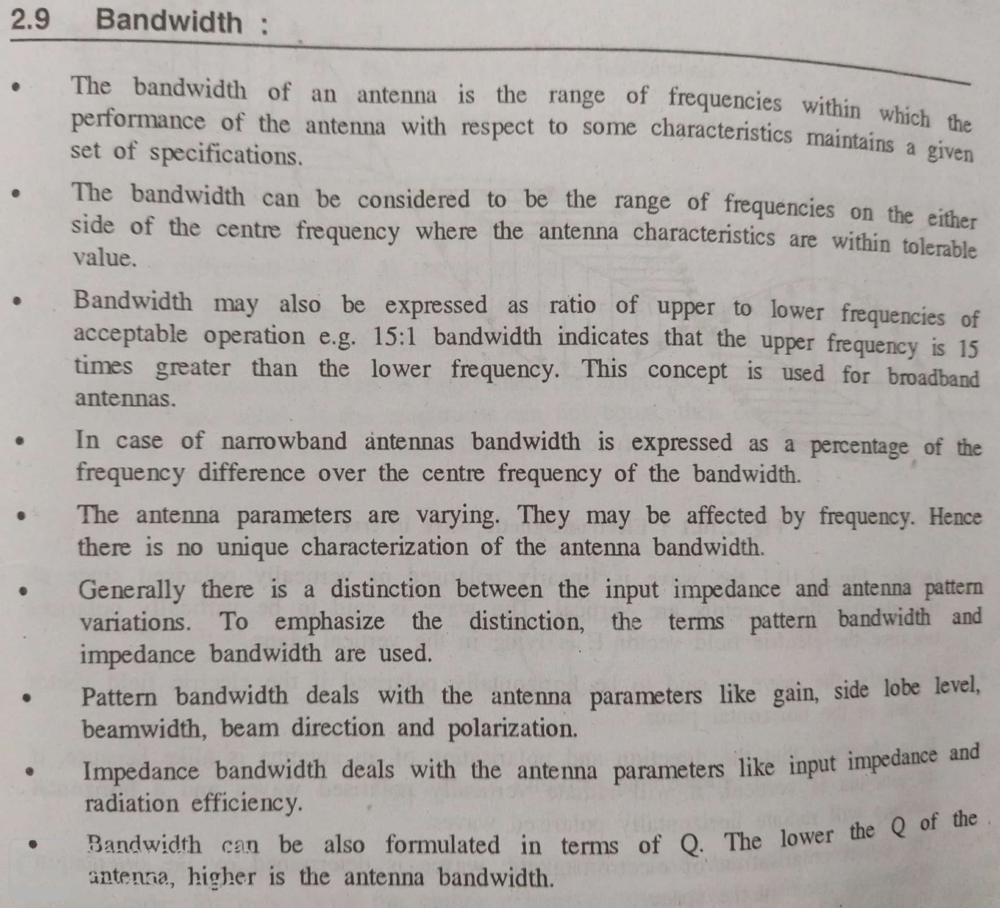 2.9 Bandwidth :
• The bandwidth of an antenna is the range of frequencies within which the
performance of the antenna with respect to some characteristics maintains a given
set of specifications.
• The bandwidth can be considered to be the range of frequencies on the either
side of the centre frequency where the antenna characteristics are within tolerable
value.
• Bandwidth may also be expressed as ratio of upper to lower frequencies of
acceptable operation e.g. 15:1 bandwidth indicates that the upper frequency is 15
times greater than the lower frequency. This concept is used for broadband
antennas.
• In case of narrowband antennas bandwidth is expressed as a percentage of the
frequency difference over the centre frequency of the bandwidth.
• The antenna parameters are varying. They may be affected by frequency. Hence
there is no unique characterization of the antenna bandwidth.
• Generally there is a distinction between the input impedance and antenna pattern
variations. To emphasize the distinction, the terms pattern bandwidth and
impedance bandwidth are used.
• Pattern bandwidth deals with the antenna parameters like gain, side lobe level,
beamwidth, beam direction and polarization.
• Impedance bandwidth deals with the antenna parameters like input impedance and
radiation efficiency.
• Bandwidth can be also formulated in terms of Q. The lower the Q of the
antenna, higher is the antenna bandwidth.